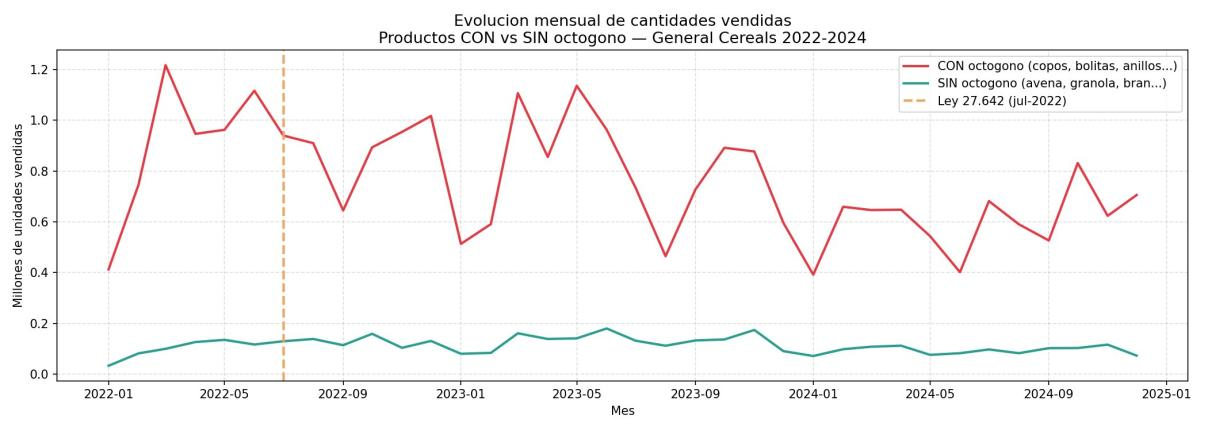 Evolucion mensual de cantidades vendidas
Productos CON vs SIN octogono — General Cereals 2022-2024
CON octogono (copos, bolitas, anillos...)
SIN octogono (avena, granola, bran...)
Ley 27.642 (jul-2022)
Millones de unidades vendidas
1.2
1.0
0.8
0.6
0.4
0.2
0.0
2022-01 2022-05 2022-09 2023-01 2023-05 2023-09 2024-01 2024-05 2024-09 2025-01
Mes